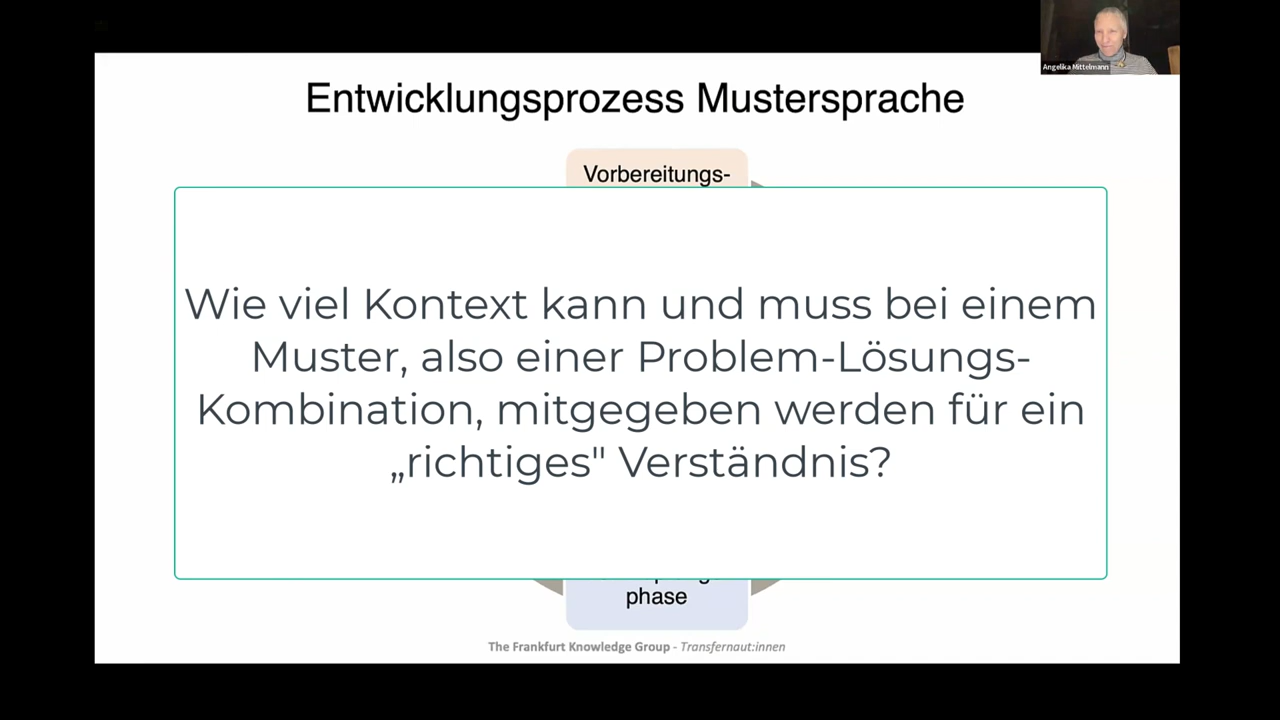 Angelika Mittelmann
Entwicklungsprozess Mustersprache
Vorbereitungs-
Wie viel Kontext kann und muss bei einem
Muster, also einer Problem-Lösungs-
Kombination, mitgegeben werden für ein
„richtiges" Verständnis?
phase
The Frankfurt Knowledge Group - Transfernaut:innen